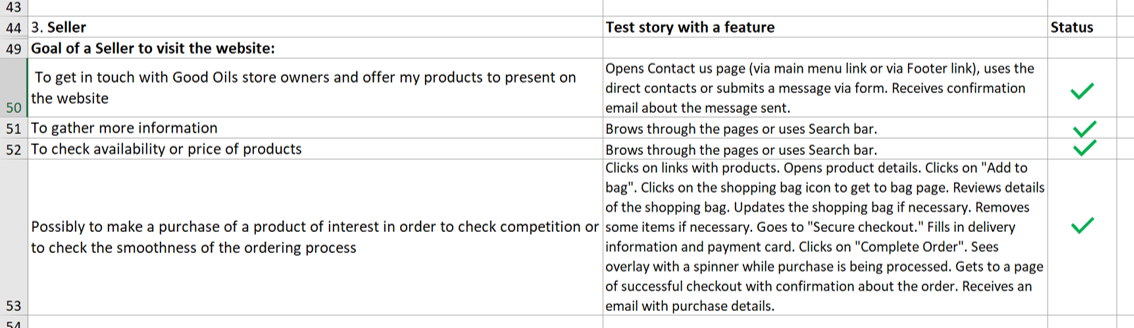 43
44 3. Seller Test story with a feature Status
49 Goal of a Seller to visit the website:
50 To get in touch with Good Oils store owners and offer my products to present on
the website
Opens Contact us page (via main menu link or via Footer link), uses the
direct contacts or submits a message via form. Receives confirmation
email about the message sent.
51 To gather more information Brows through the pages or uses Search bar.
52 To check availability or price of products Brows through the pages or uses Search bar.
53 Possibly to make a purchase of a product of interest in order to check competition or
to check the smoothness of the ordering process
Clicks on links with products. Opens product details. Clicks on "Add to
bag". Clicks on the shopping bag icon to get to bag page. Reviews details
of the shopping bag. Updates the shopping bag if necessary. Removes
some items if necessary. Goes to "Secure checkout." Fills in delivery
information and payment card. Clicks on "Complete Order". Sees
overlay with a spinner while purchase is being processed. Gets to a page
of successful checkout with confirmation about the order. Receives an
email with purchase details.
54